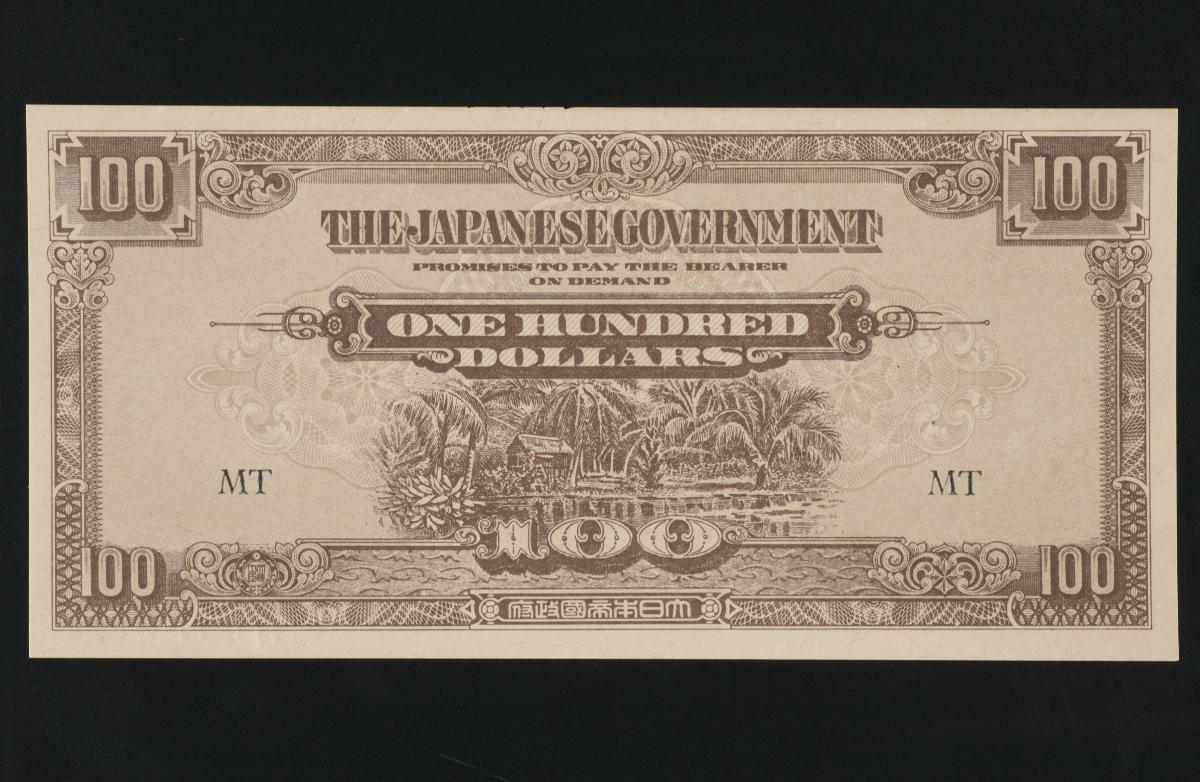 100
100
THE JAPANESE GOVERNMENT
PROMISES TO PAY THE BEARER
ON DEMAND
ONE HUNDRED
DOLLARS
MT
MT
100
100
100
大日本帝國政府